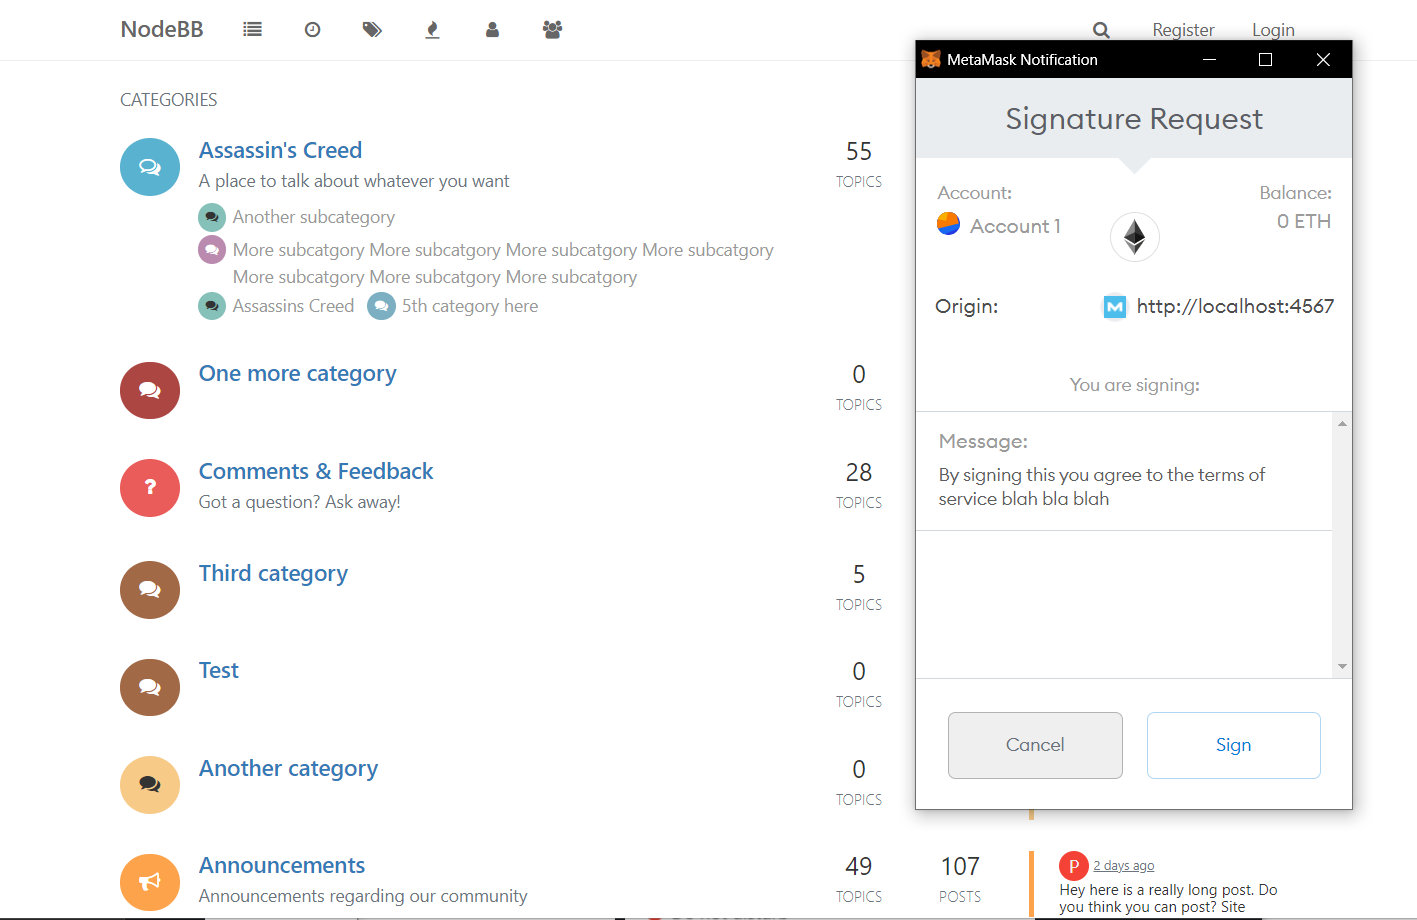 NodeBB
Register
Login
CATEGORIES
Assassin's Creed
A place to talk about whatever you want
Another subcategory
More subcatgory More subcatgory More subcatgory More subcatgory
More subcatgory More subcatgory More subcatgory
Assassins Creed
5th category here
55
TOPICS
One more category
0
TOPICS
Comments & Feedback
Got a question? Ask away!
28
TOPICS
Third category
5
TOPICS
Test
0
TOPICS
Another category
0
TOPICS
Announcements
Announcements regarding our community
49
TOPICS
107
POSTS
P
2 days ago
Hey here is a really long post. Do
you think you can post? Site
MetaMask Notification
Signature Request
Account:
Account 1
Balance:
0 ETH
Origin:
http://localhost:4567
You are signing:
Message:
By signing this you agree to the terms of
service blah bla blah
Cancel
Sign